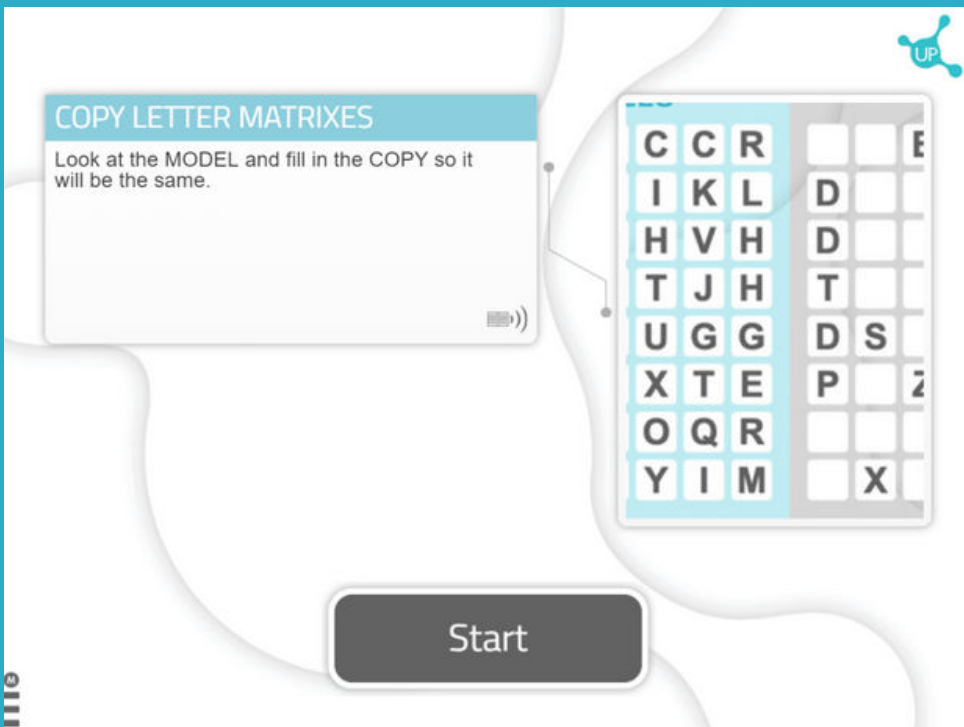 UP
COPY LETTER MATRIXES
Look at the MODEL and fill in the COPY so it
will be the same.
C C R
I K L D
H V H D
T J H T
U G G D S
X T E P
O Q R
Y I M X
Start
M